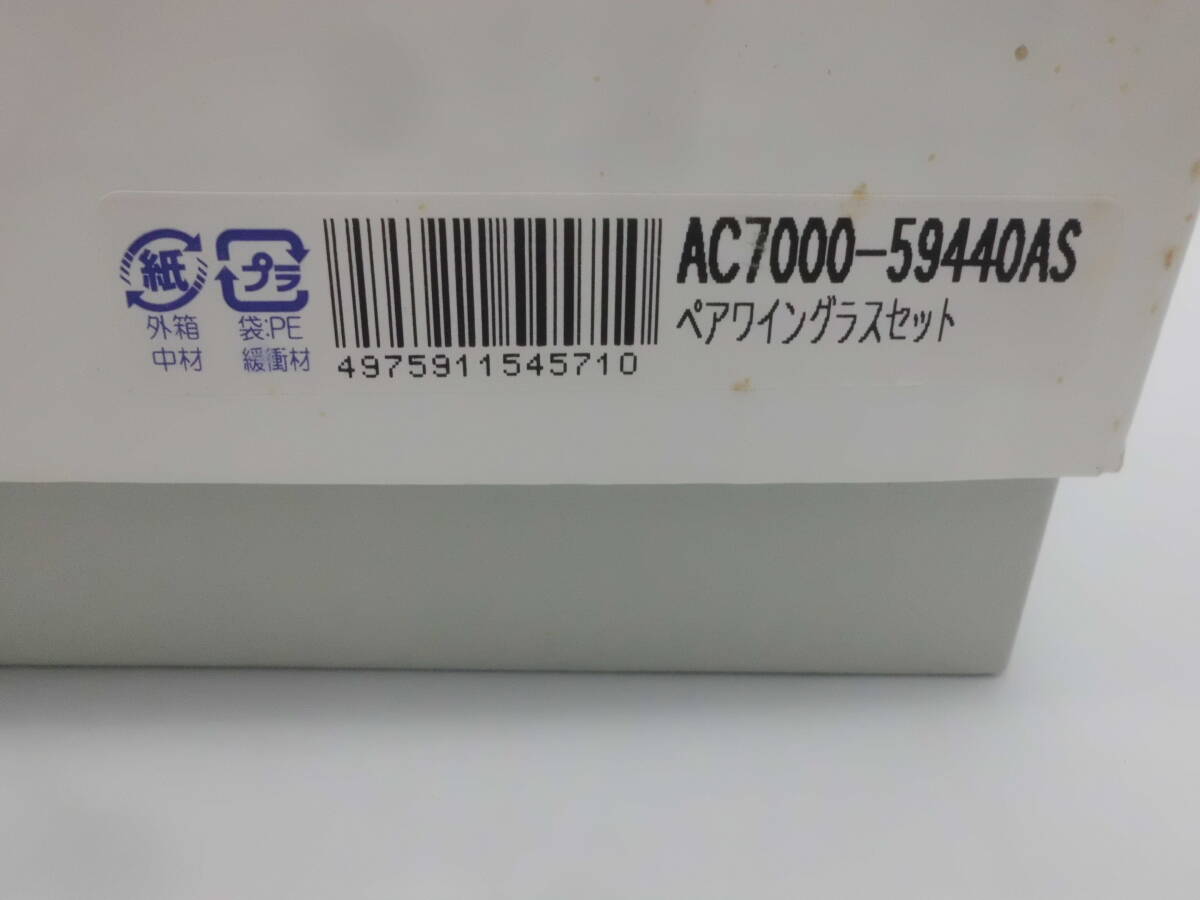 紙
外箱
中材
プラ
袋:PE
緩衝材
4975911545710
AC7000-59440AS
ペアワイングラスセット